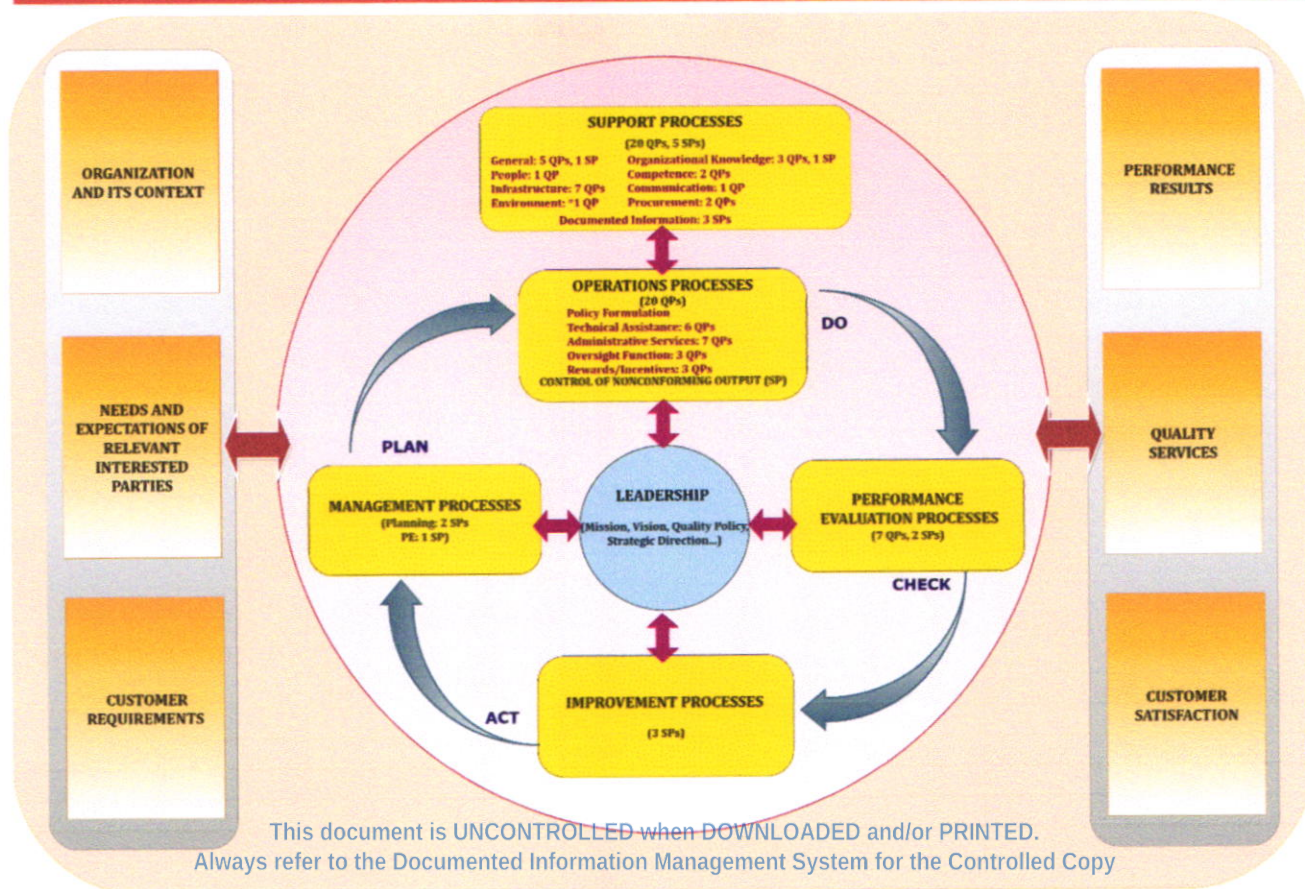 ORGANIZATION
AND ITS CONTEXT
NEEDS AND
EXPECTATIONS OF
RELEVANT
INTERESTED
PARTIES
CUSTOMER
REQUIREMENTS
SUPPORT PROCESSES
(20 QPs, 5 SPs)
General: 5 QPs, 1 SP
People: 1 QP
Infrastructure: 7 QPs
Environment: *1 QP
Organizational Knowledge: 3 QPs, 1 SP
Competence: 2 QPs
Communication: 1 QP
Procurement: 2 QPs
Documented Information: 3 SPs
OPERATIONS PROCESSES
(20 QPs)
Policy Formulation
Technical Assistance: 6 QPs
Administrative Services: 7 QPs
Oversight Function: 3 QPs
Rewards/Incentives: 3 QPs
CONTROL OF NONCONFORMING OUTPUT (SP)
DO
PLAN
MANAGEMENT PROCESSES
(Planning: 2 SPs
PE: 1 SP)
LEADERSHIP
(Mission, Vision, Quality Policy,
Strategic Direction...)
PERFORMANCE
EVALUATION PROCESSES
(7 QPs, 2 SPs)
CHECK
ACT
IMPROVEMENT PROCESSES
(3 SPs)
PERFORMANCE
RESULTS
QUALITY
SERVICES
CUSTOMER
SATISFACTION
This document is UNCONTROLLED when DOWNLOADED and/or PRINTED.
Always refer to the Documented Information Management System for the Controlled Copy